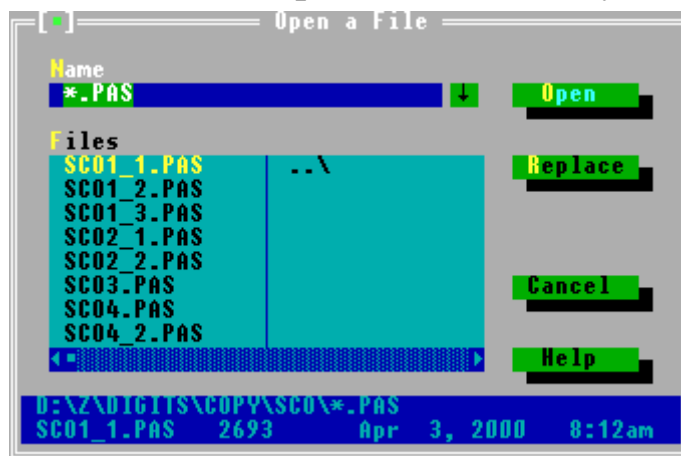 [■] Open a File
Name
*.PAS ↓ Open
Files
SC01_1.PAS ..\ Replace
SC01_2.PAS
SC01_3.PAS
SC02_1.PAS
SC02_2.PAS
SC03.PAS Cancel
SC04.PAS
SC04_2.PAS
Help
D:\Z\DIGITS\COPY\SCO\*.PAS
SC01_1.PAS 2693 Apr 3, 2000 8:12am